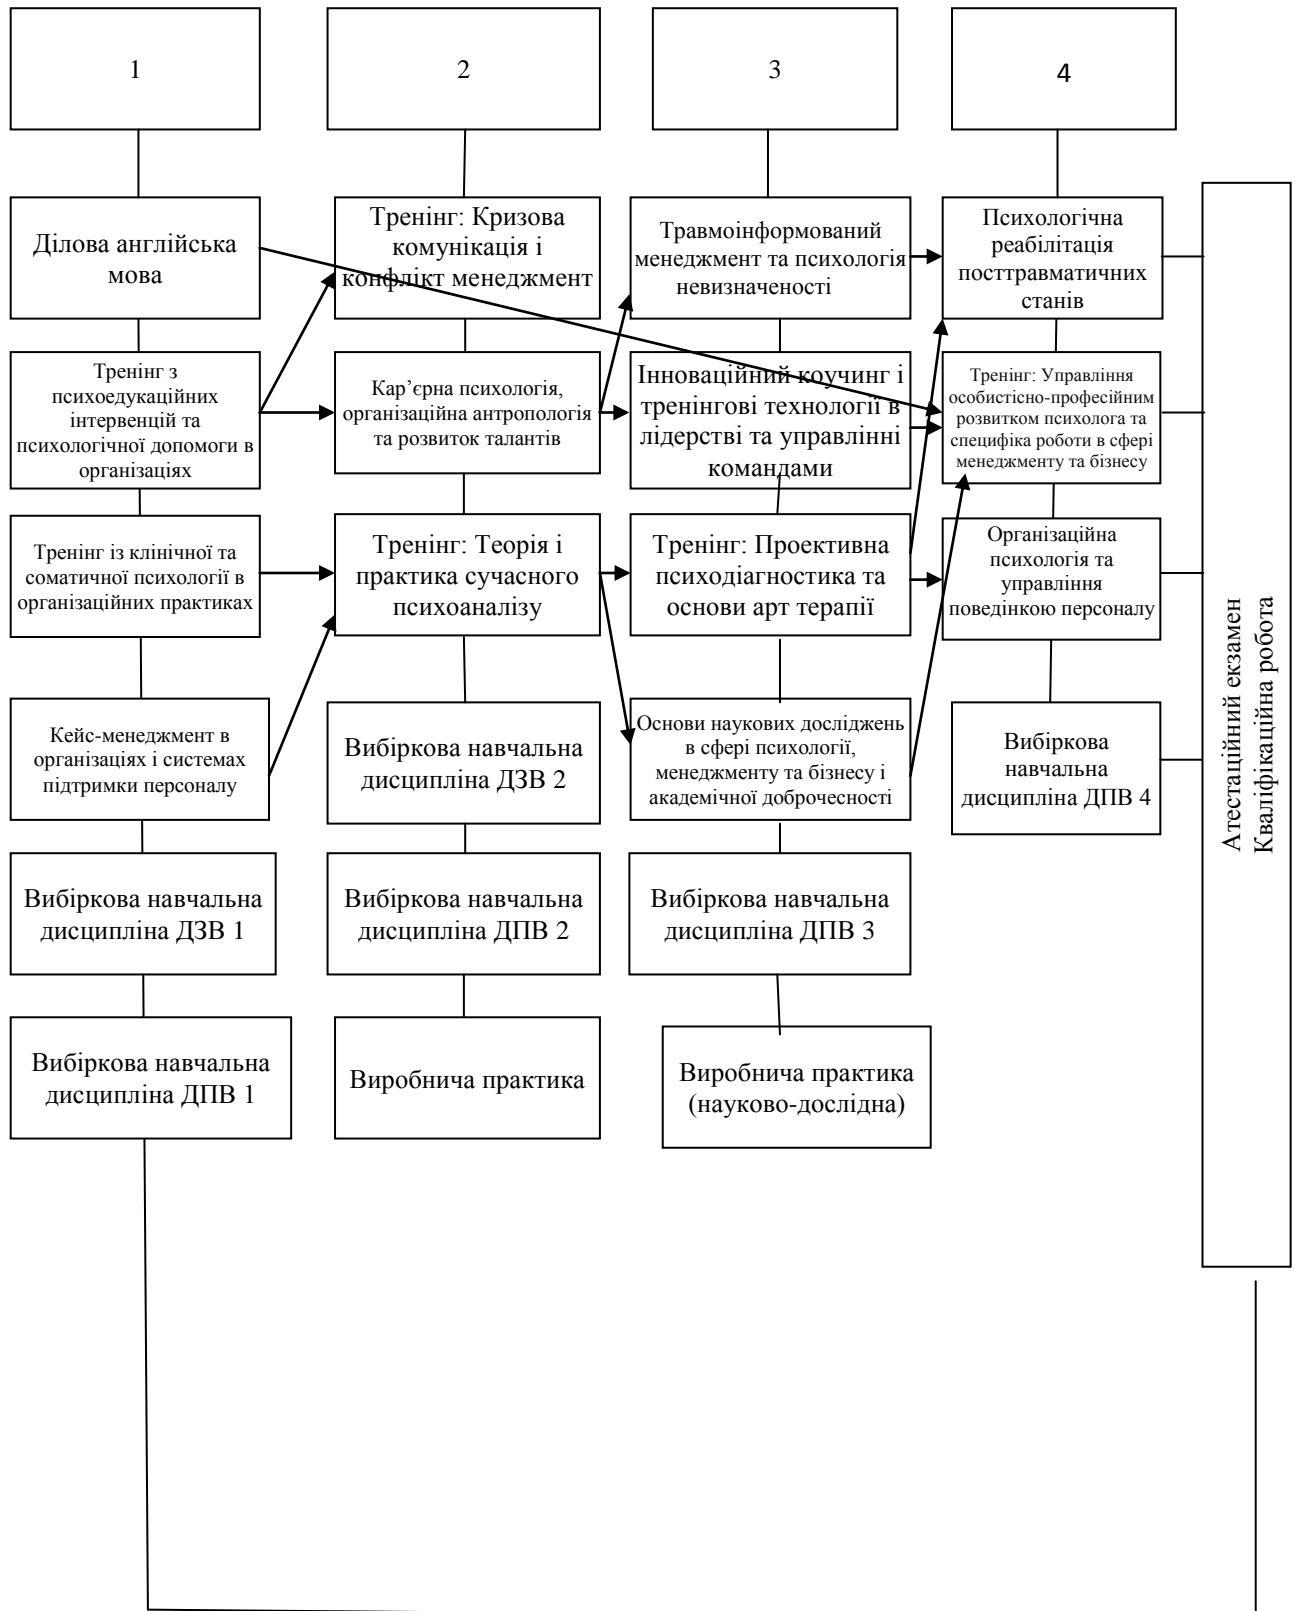 1
2
3
4
Ділова англійська
мова
Тренінг: Кризова
комунікація і
конфлікт менеджмент
Травмоінформований
менеджмент та психологія
невизначеності
Психологічна
реабілітація
посттравматичних
станів
Тренінг з
психоедукаційних
інтервенцій та
психологічної допомоги в
організаціях
Кар’єрна психологія,
організаційна антропологія
та розвиток талантів
Інноваційний коучинг і
тренінгові технології в
лідерстві та управлінні
командами
Тренінг: Управління
особистісно-професійним
розвитком психолога та
специфіка роботи в сфері
менеджменту та бізнесу
Тренінг із клінічної та
соматичної психології в
організаційних практиках
Тренінг: Теорія і
практика сучасного
психоаналізу
Тренінг: Проективна
психодіагностика та
основи арт терапії
Організаційна
психологія та
управління
поведінкою персоналу
Кейс-менеджмент в
організаціях і системах
підтримки персоналу
Вибіркова навчальна
дисципліна ДЗВ 2
Основи наукових досліджень
в сфері психології,
менеджменту та бізнесу і
академічної доброчесності
Вибіркова
навчальна
дисципліна ДПВ 4
Вибіркова навчальна
дисципліна ДЗВ 1
Вибіркова навчальна
дисципліна ДПВ 2
Вибіркова навчальна
дисципліна ДПВ 3
Вибіркова навчальна
дисципліна ДПВ 1
Виробнича практика
Виробнича практика
(науково-дослідна)
Атестаційний екзамен
Кваліфікаційна робота